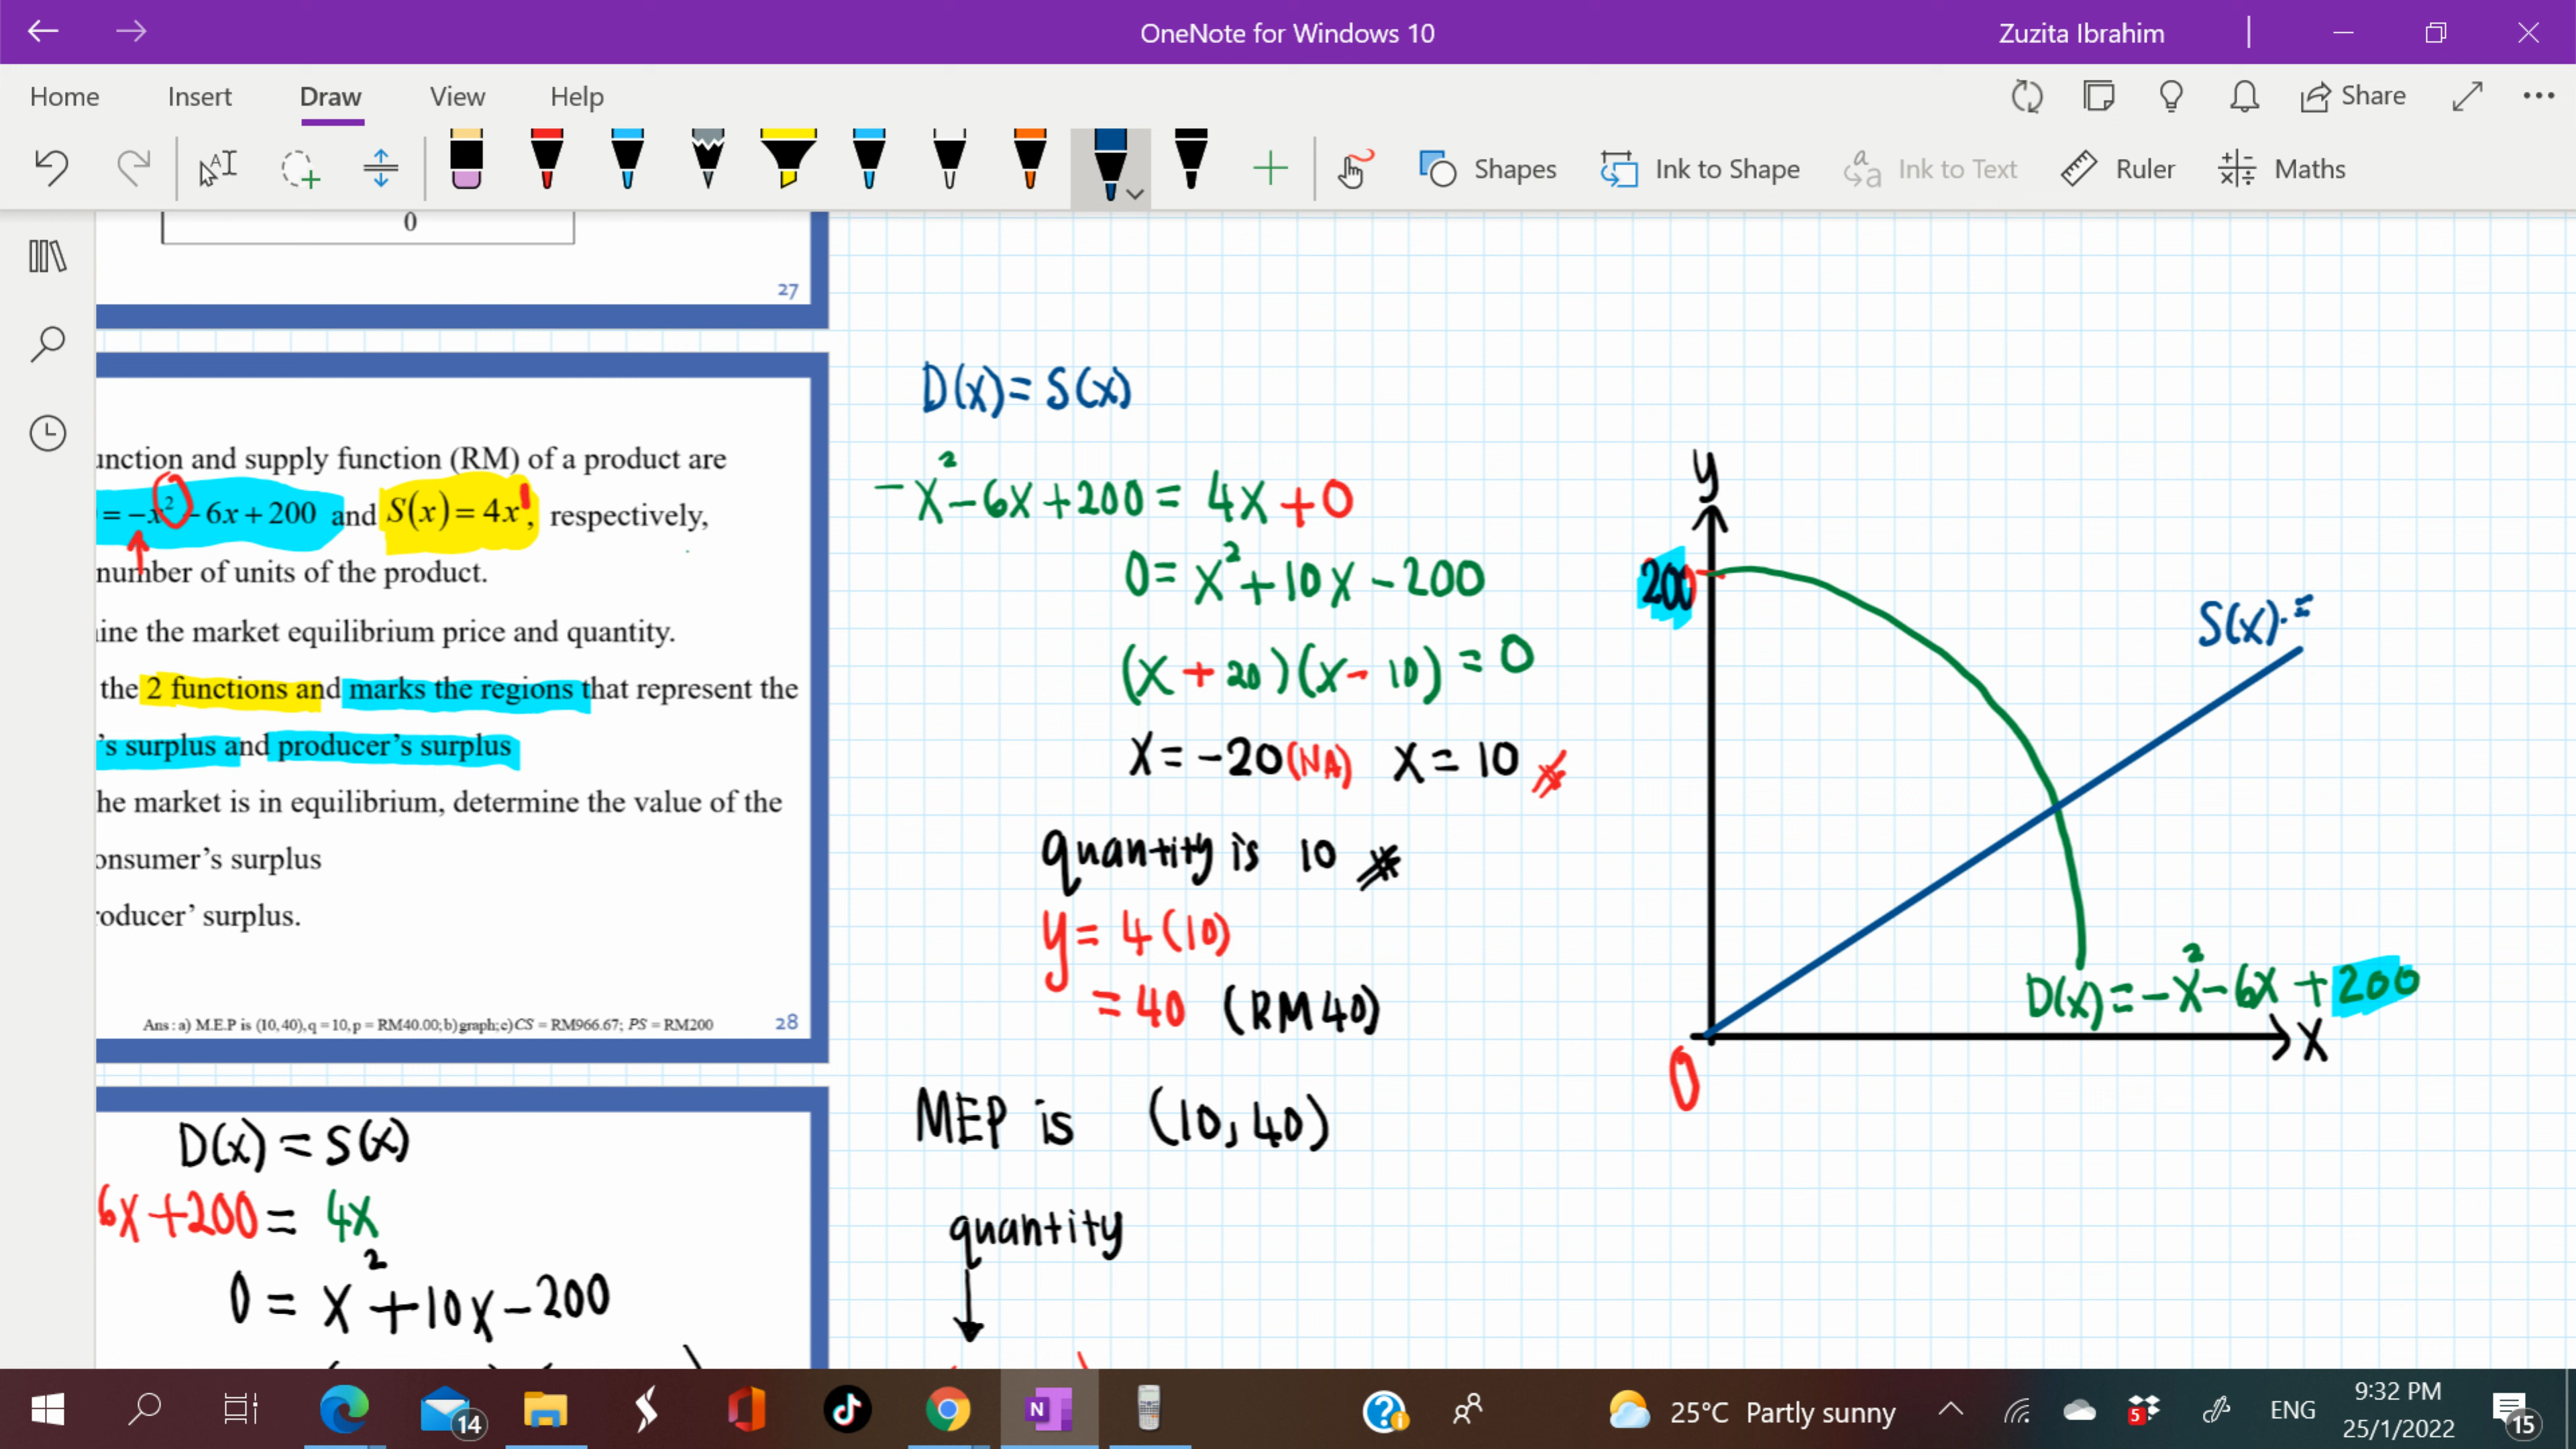 OneNote for Windows 10
Zuzita Ibrahim
Home Insert Draw View Help
Share
Shapes Ink to Shape Ink to Text Ruler Maths
0
27
unction and supply function (RM) of a product are
= -x² - 6x + 200 and S(x) = 4x¹, respectively,
number of units of the product.
ine the market equilibrium price and quantity.
the 2 functions and marks the regions that represent the
's surplus and producer's surplus
he market is in equilibrium, determine the value of the
onsumer's surplus
roducer' surplus.
Ans : a) M.E.P is (10, 40), q = 10, p = RM40.00; b) graph; c) CS = RM966.67; PS = RM200
28
D(x) = S(x)
6x + 200 = 4x
0 = x² + 10x - 200
D(x) = S(x)
-x² - 6x + 200 = 4x + 0
0 = x² + 10x - 200
(x + 20)(x - 10) = 0
x = -20 (NA) x = 10
quantity is 10
y = 4(10)
= 40 (RM40)
MEP is (10, 40)
quantity
y
200
S(x) =
D(x) = -x² - 6x + 200
x
0
14
25°C Partly sunny
5
ENG
9:32 PM
25/1/2022
15